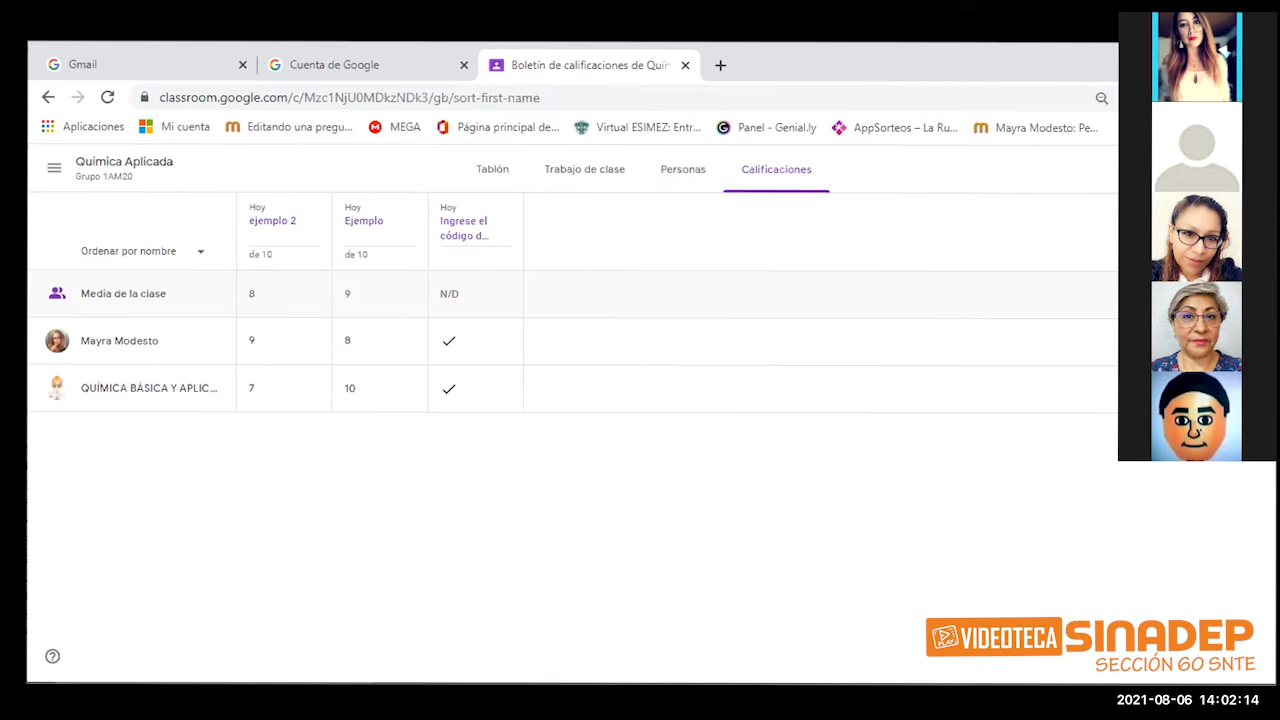 Gmail
Cuenta de Google
Boletín de calificaciones de Quím
classroom.google.com/c/Mzc1NjU0MDkzNDk3/gb/sort-first-name
Aplicaciones
Mi cuenta
Editando una pregu...
MEGA
Página principal de...
Virtual ESIMEZ: Entr...
Panel - Genial.ly
AppSorteos – La Ru...
Mayra Modesto: Pe...
Química Aplicada
Grupo 1AM20
Tablón
Trabajo de clase
Personas
Calificaciones
Ordenar por nombre
Hoy
ejemplo 2
de 10
Hoy
Ejemplo
de 10
Hoy
Ingrese el
código d...
Media de la clase
8
9
N/D
Mayra Modesto
9
8
QUÍMICA BÁSICA Y APLIC...
7
10
PLAY
VIDEOTECA
SINADEP
SECCIÓN 60 SNTE
2021-08-06 14:02:14